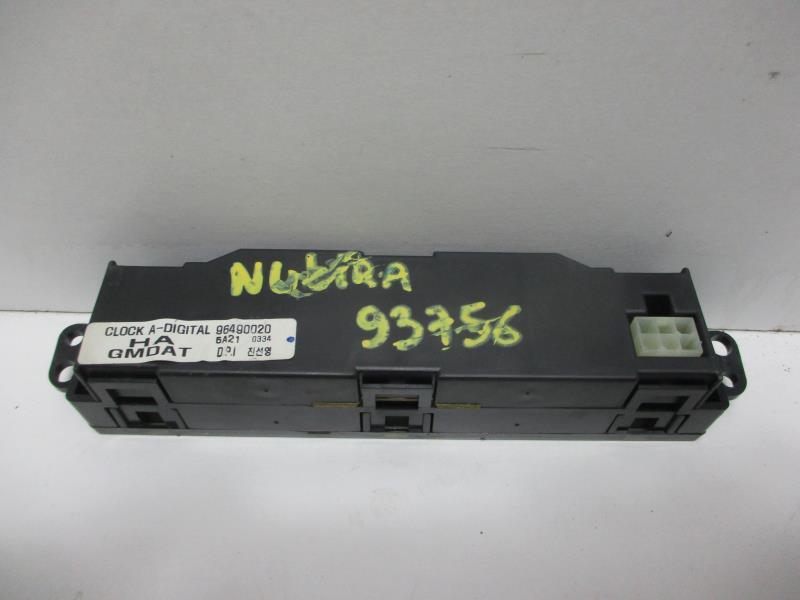 NUBIRA
93756
CLOCK A-DIGITAL 96490020
HA 6A21 0334
GMDAT 진선영